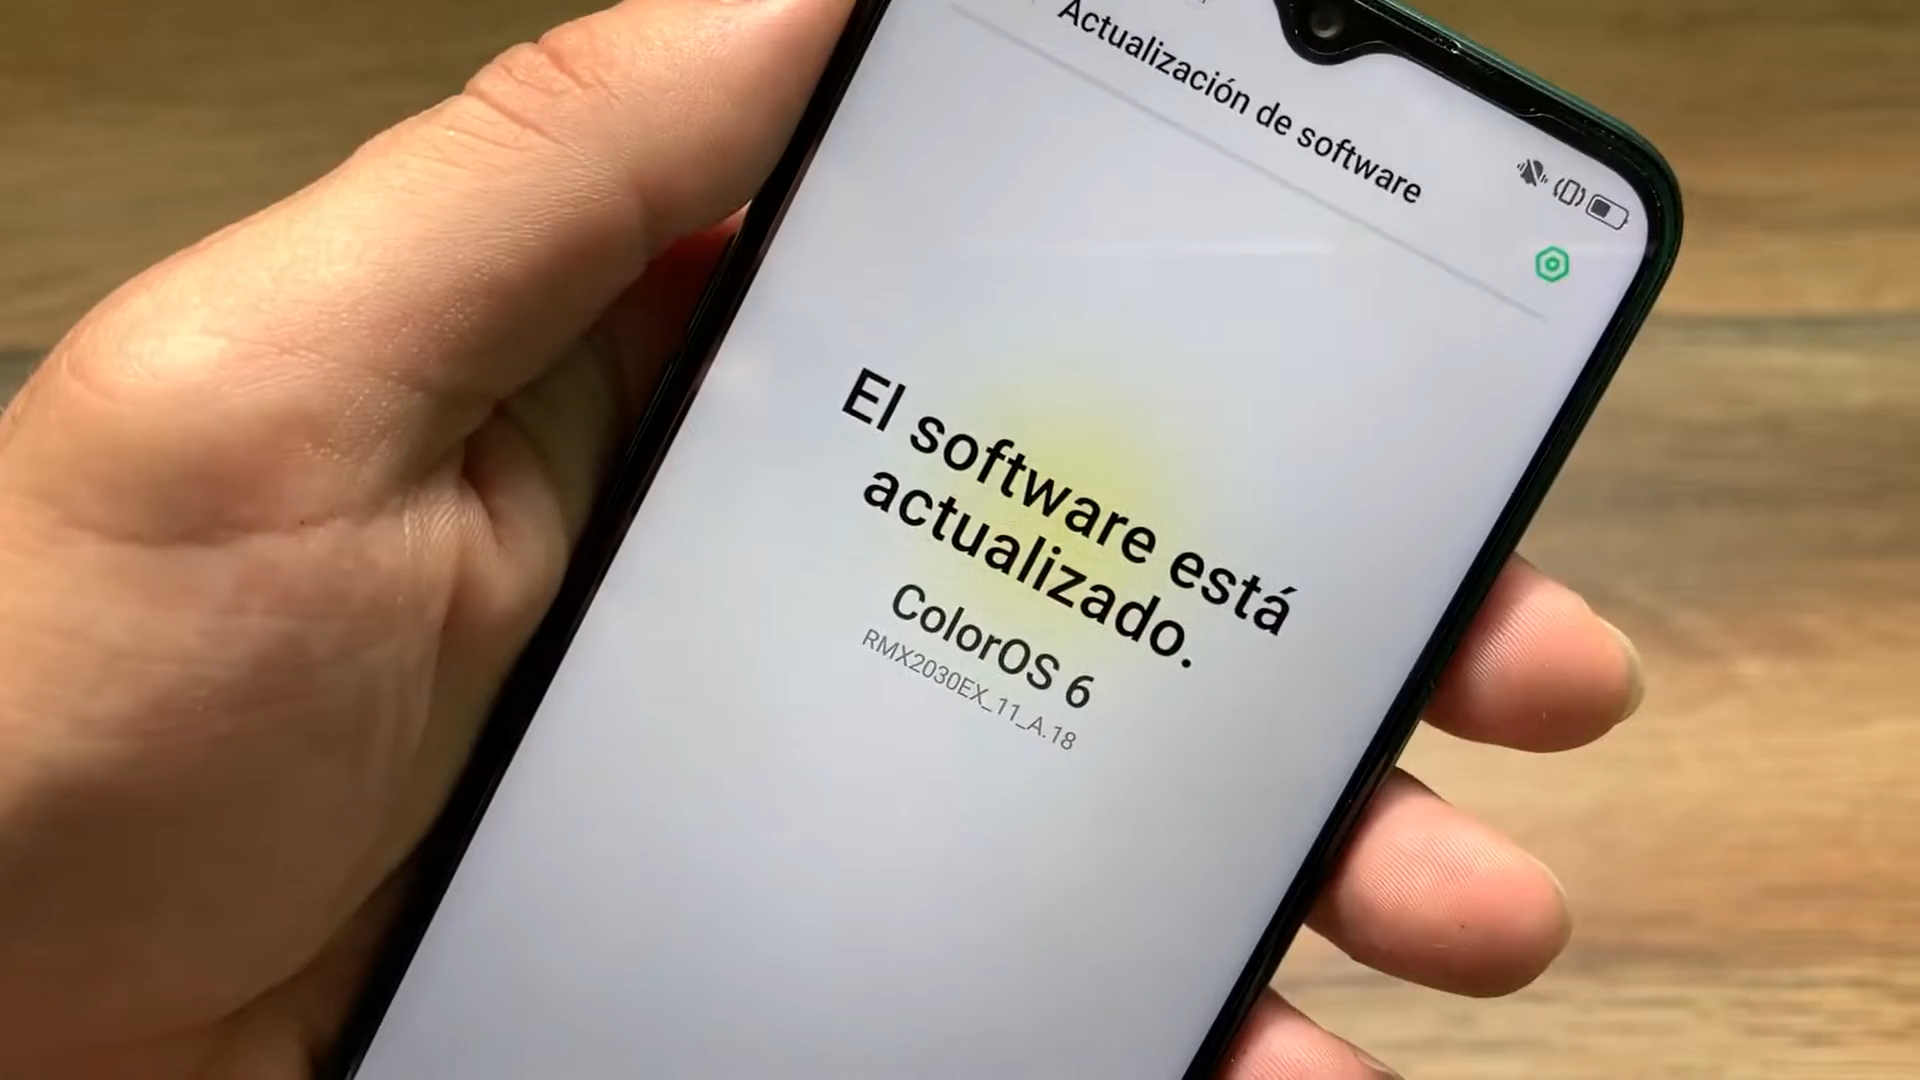 Actualización de software
El software está
actualizado.
ColorOS 6
RMX2030EX_11_A.18